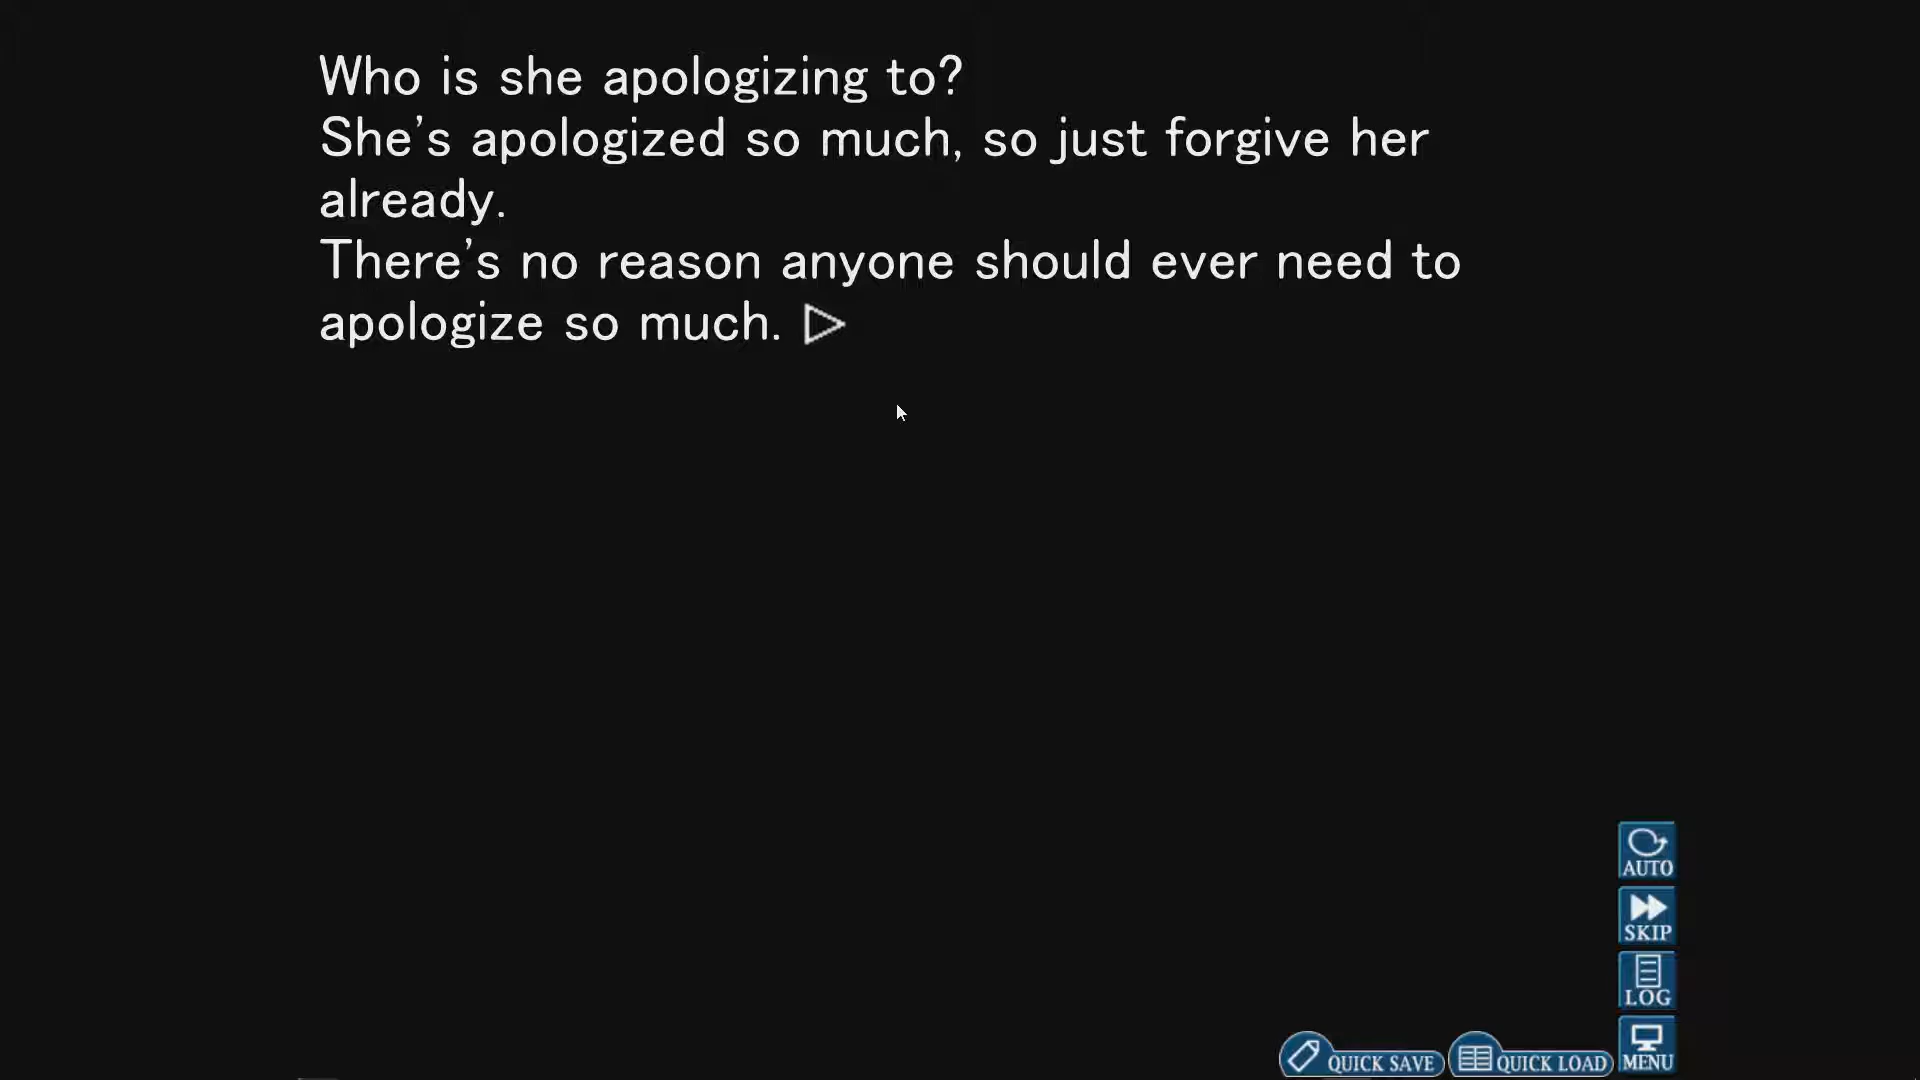 Who is she apologizing to?
She's apologized so much, so just forgive her
already.
There's no reason anyone should ever need to
apologize so much.
AUTO
SKIP
LOG
MENU
QUICK SAVE
QUICK LOAD